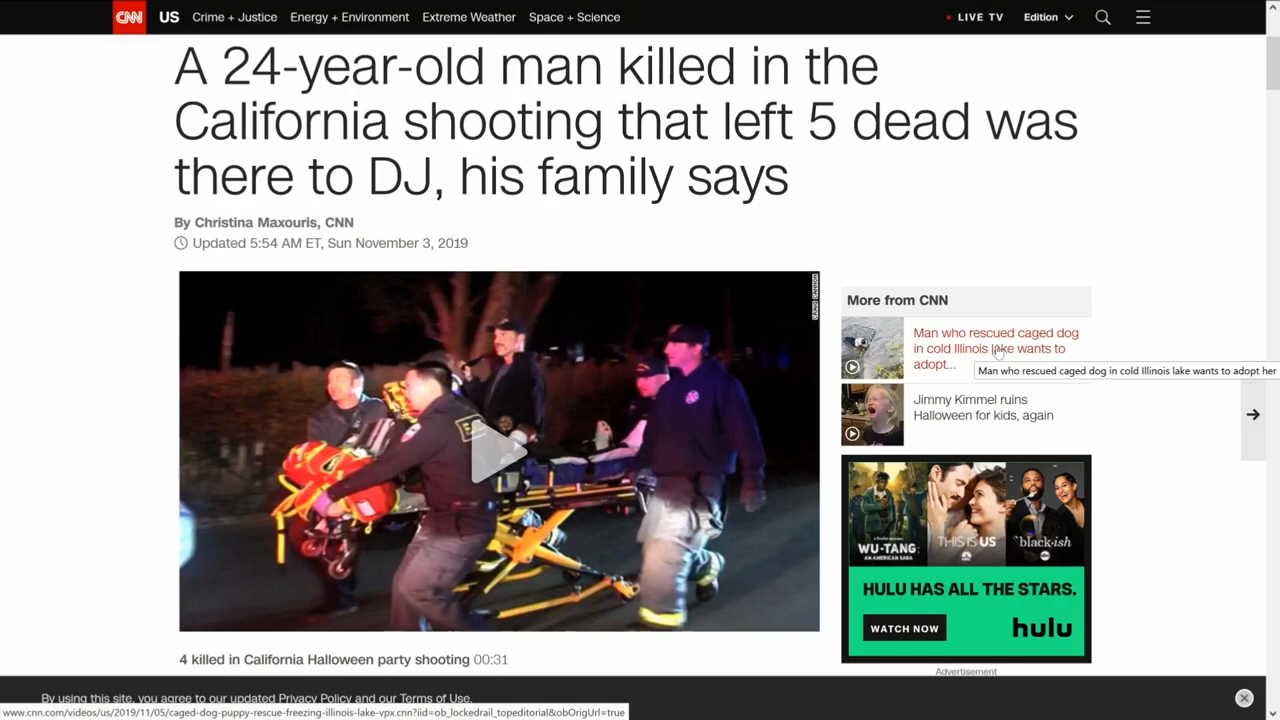 CNN US Crime + Justice Energy + Environment Extreme Weather Space + Science LIVE TV Edition
A 24-year-old man killed in the
California shooting that left 5 dead was
there to DJ, his family says
By Christina Maxouris, CNN
Updated 5:54 AM ET, Sun November 3, 2019
CRAIG CANNON
More from CNN
Man who rescued caged dog
in cold Illinois lake wants to
adopt...
Man who rescued caged dog in cold Illinois lake wants to adopt her
Jimmy Kimmel ruins
Halloween for kids, again
WU-TANG
AN AMERICAN SAGA
THIS IS US
NBC
black-ish
abc
HULU HAS ALL THE STARS.
WATCH NOW
hulu
Advertisement
4 killed in California Halloween party shooting 00:31
By using this site, you agree to our updated Privacy Policy and our Terms of Use.
www.cnn.com/videos/us/2019/11/05/caged-dog-puppy-rescue-freezing-illinois-lake-vpx.cnn?iid=ob_lockedrail_topeditorial&obOrigUrl=true